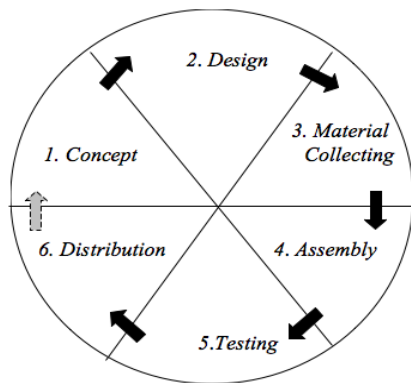 1. Concept
2. Design
3. Material
Collecting
4. Assembly
5.Testing
6. Distribution